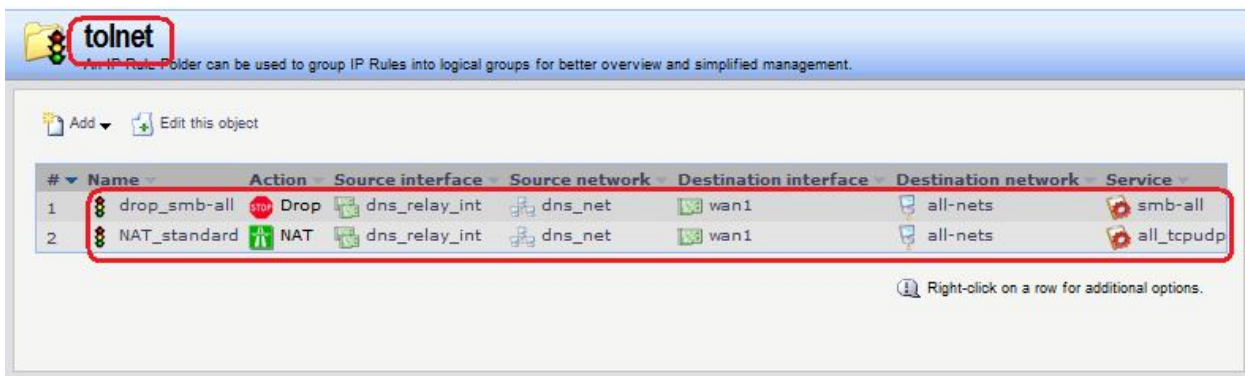 tolnet
An IP Rule Folder can be used to group IP Rules into logical groups for better overview and simplified management.
Add Edit this object
# Name Action Source interface Source network Destination interface Destination network Service
1 drop_smb-all STOP Drop dns_relay_int dns_net wan1 all-nets smb-all
2 NAT_standard NAT dns_relay_int dns_net wan1 all-nets all_tcpudp
Right-click on a row for additional options.